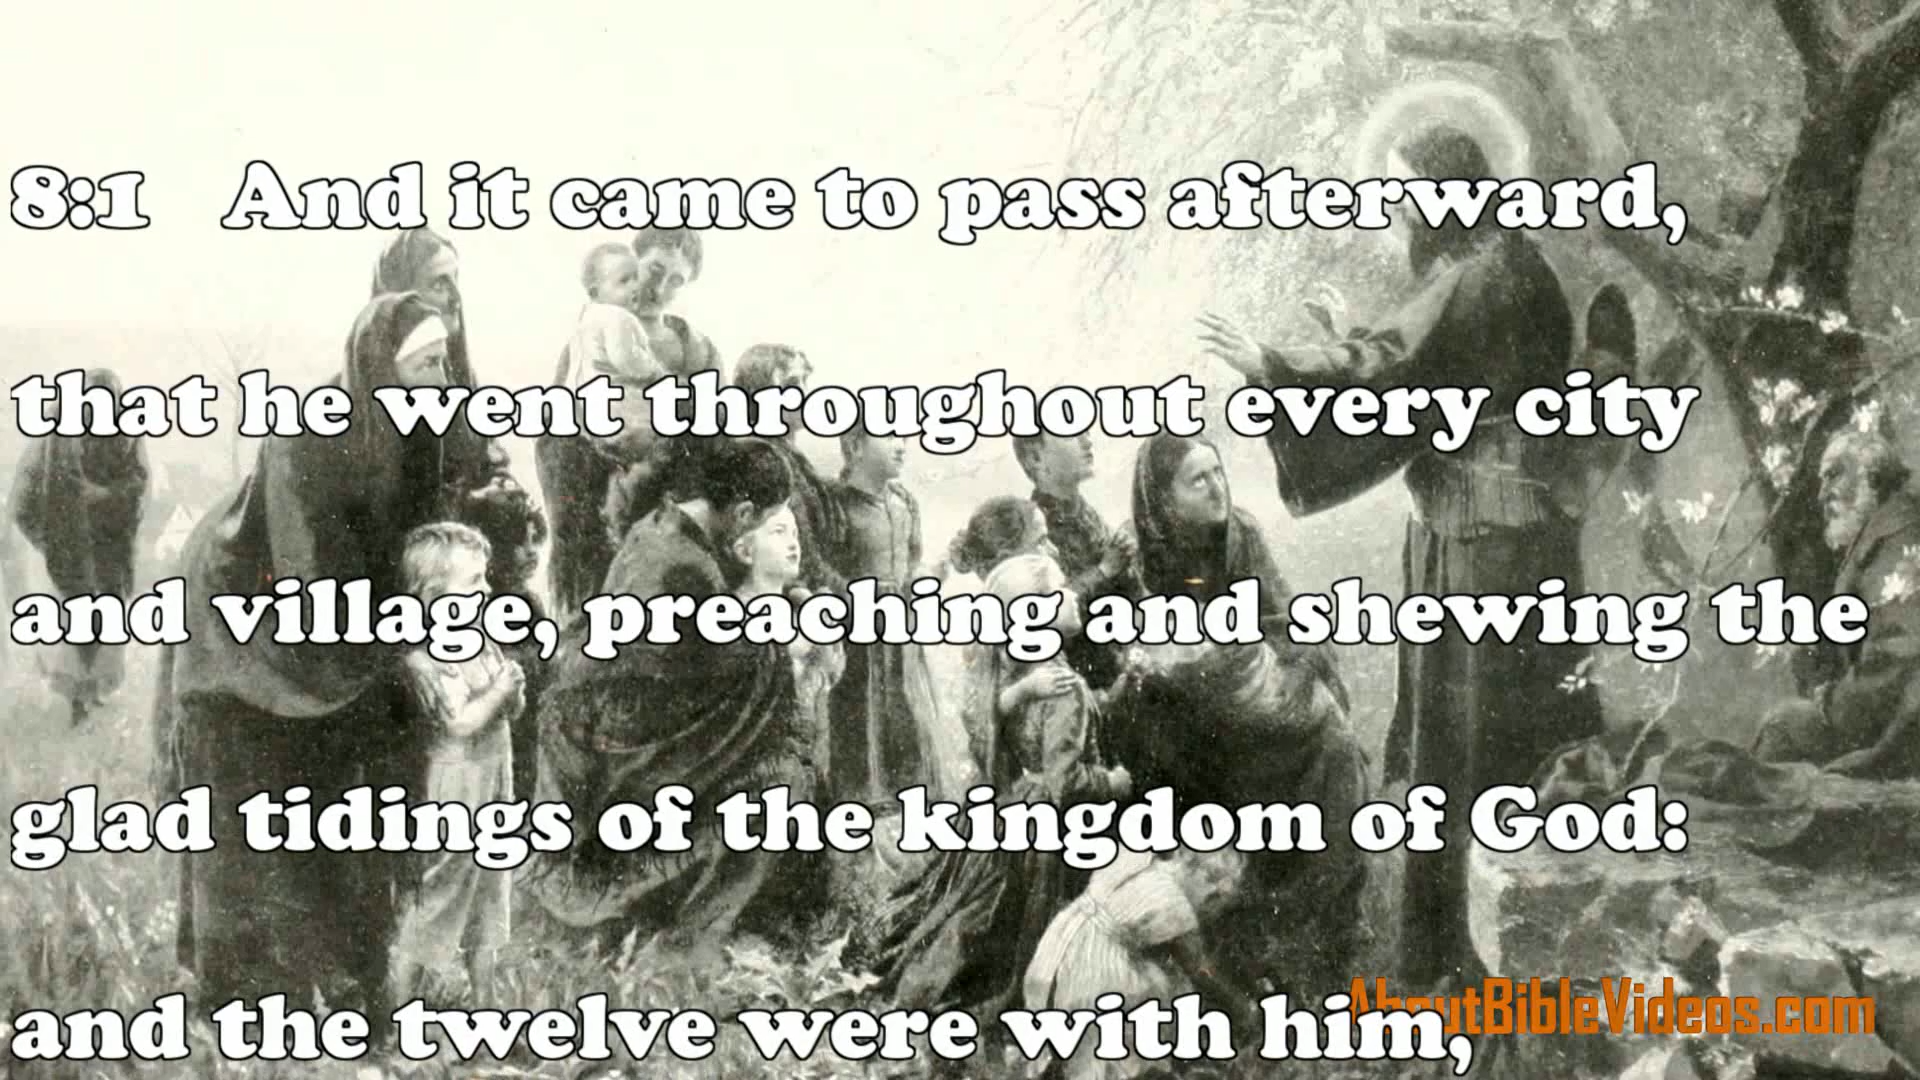 8:1 And it came to pass afterward,
that he went throughout every city
and village, preaching and shewing the
glad tidings of the kingdom of God:
and the twelve were with him,
AboutBibleVideos.com